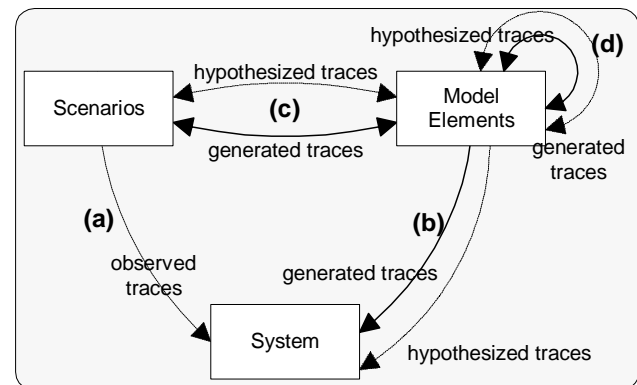 hypothesized traces
(d)
hypothesized traces
Scenarios
(c)
Model
Elements
generated traces
generated
traces
(a)
(b)
observed
traces
generated traces
System
hypothesized traces